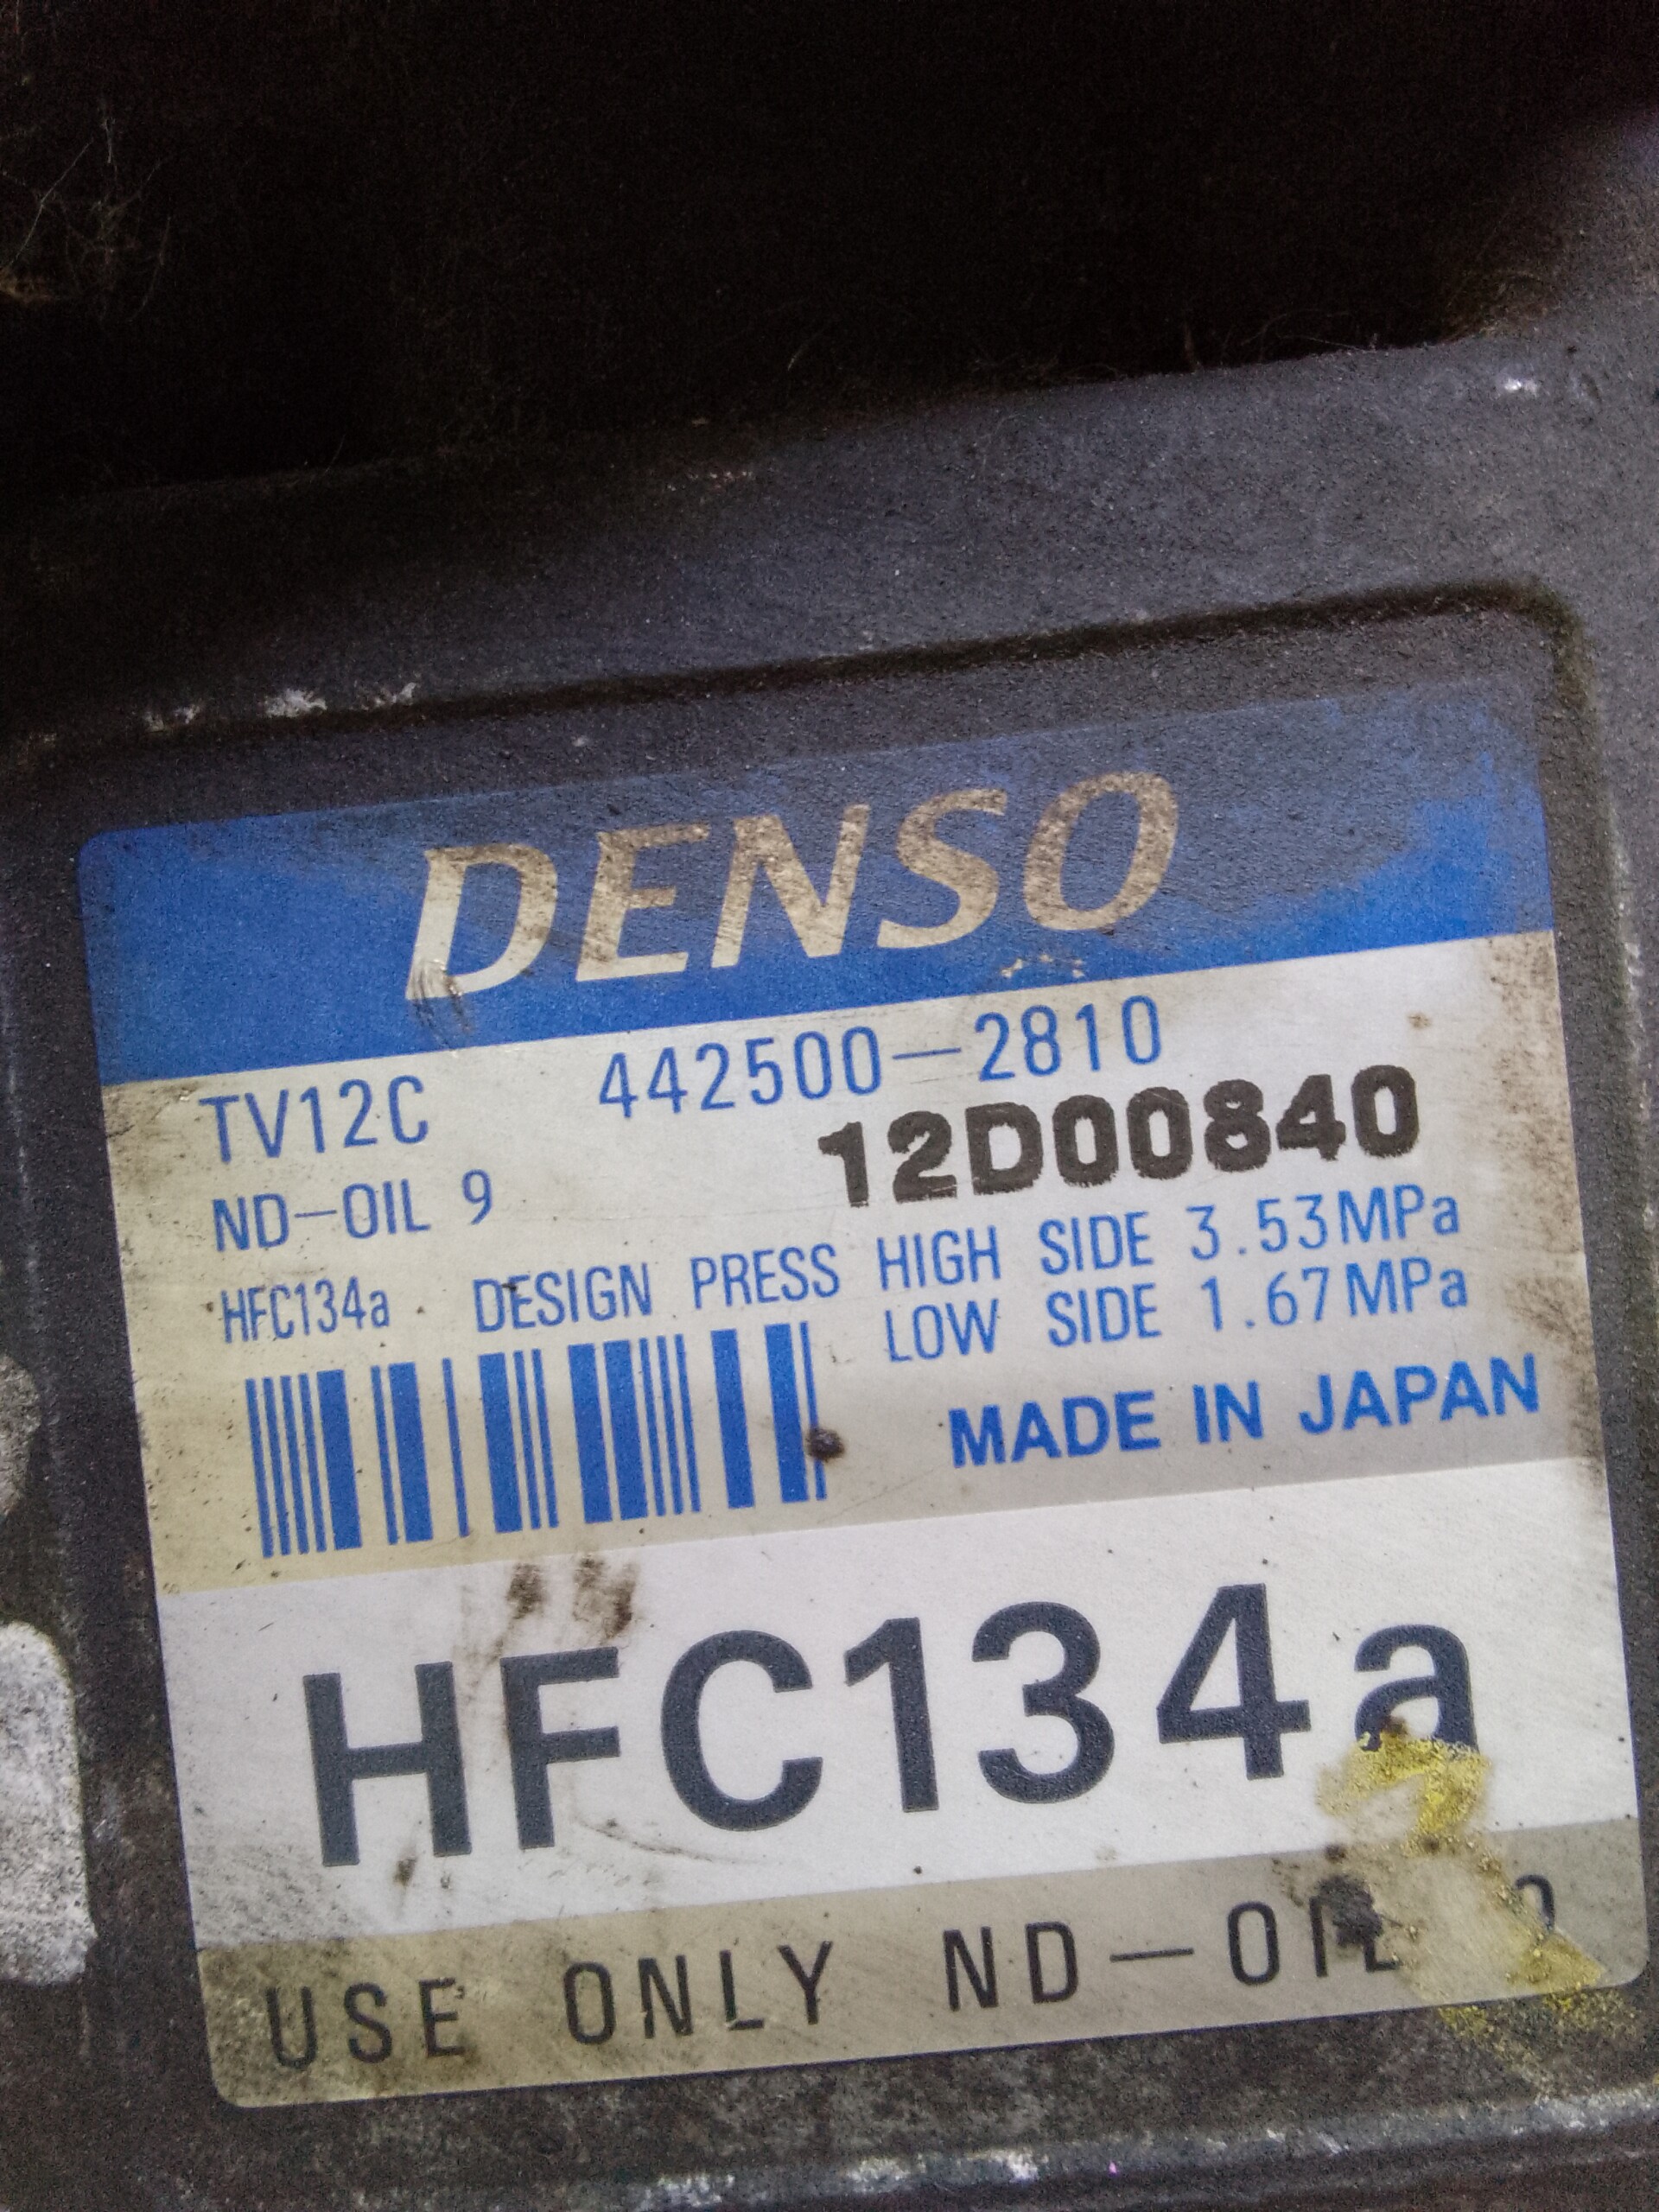 DENSO
TV12C 442500-2810
12D00840
ND-OIL 9
HFC134a DESIGN PRESS HIGH SIDE 3.53MPa
LOW SIDE 1.67MPa
MADE IN JAPAN
HFC134a
USE ONLY ND-OIL